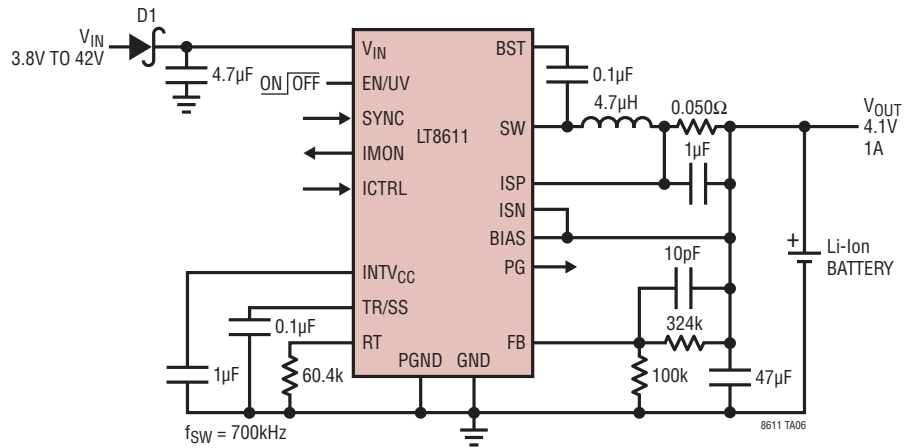 D1
VIN
3.8V TO 42V
4.7µF
ON OFF
VIN
EN/UV
SYNC
IMON
ICTRL
INTVCC
TR/SS
RT
PGND
GND
LT8611
BST
SW
ISP
ISN
BIAS
PG
FB
0.1µF
4.7µH
0.050Ω
1µF
VOUT
4.1V
1A
+
Li-Ion
BATTERY
10pF
324k
100k
47µF
0.1µF
1µF
60.4k
fSW = 700kHz
8611 TA06